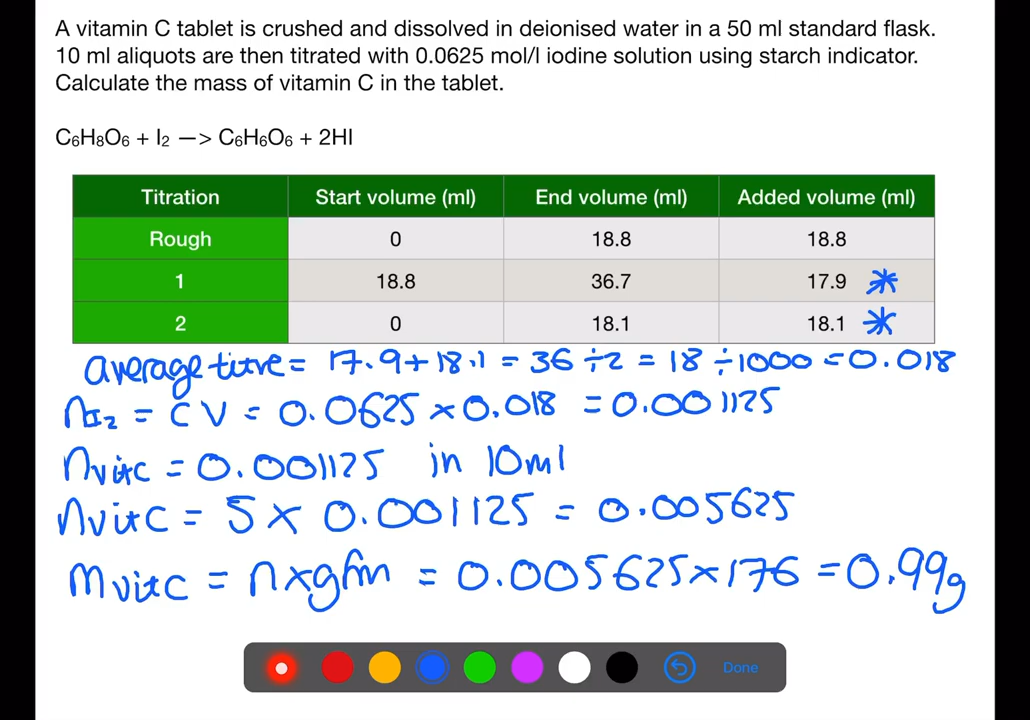 A vitamin C tablet is crushed and dissolved in deionised water in a 50 ml standard flask.
10 ml aliquots are then titrated with 0.0625 mol/l iodine solution using starch indicator.
Calculate the mass of vitamin C in the tablet.
C₆H₈O₆ + I₂ —> C₆H₆O₆ + 2HI
Titration Start volume (ml) End volume (ml) Added volume (ml)
Rough 0 18.8 18.8
1 18.8 36.7 17.9 *
2 0 18.1 18.1 *
average titre = 17.9 + 18.1 = 36 ÷ 2 = 18 ÷ 1000 = 0.018
nI₂ = CV = 0.0625 × 0.018 = 0.001125
nvitc = 0.001125 in 10ml
nvitc = 5 × 0.001125 = 0.005625
mvitc = n×gfm = 0.005625×176 = 0.99g
Done